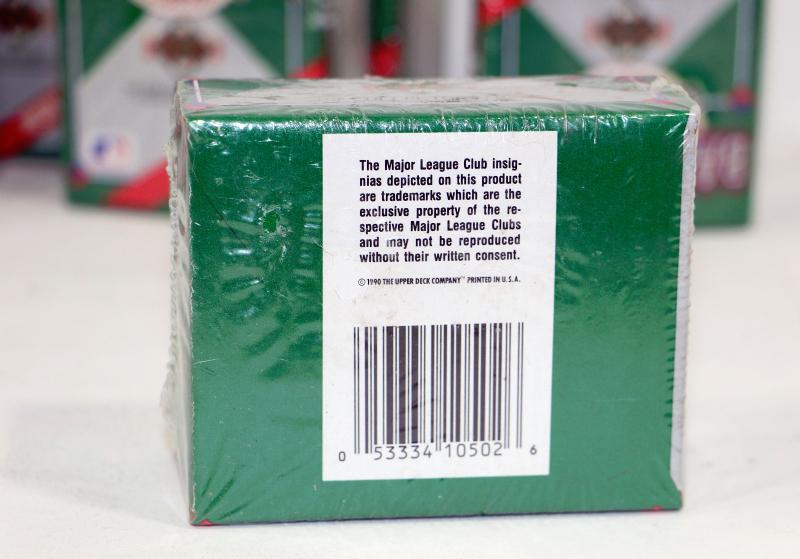 The Major League Club insig-
nias depicted on this product
are trademarks which are the
exclusive property of the re-
spective Major League Clubs
and may not be reproduced
without their written consent.
© 1990 THE UPPER DECK COMPANY™ PRINTED IN U.S.A.
0 53334 10502 6